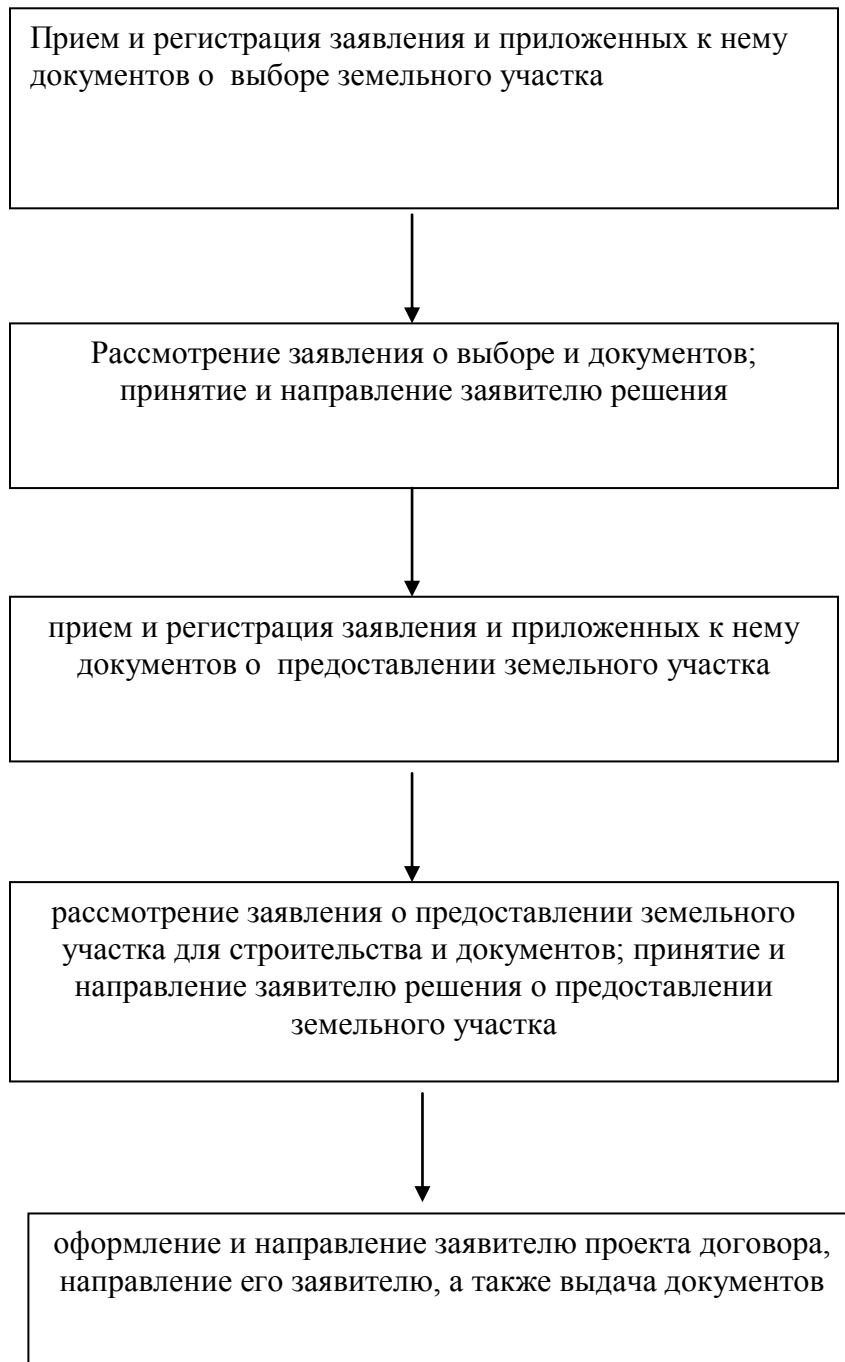 Прием и регистрация заявления и приложенных к нему
документов о  выборе земельного участка
Рассмотрение заявления о выборе и документов;
принятие и направление заявителю решения
прием и регистрация заявления и приложенных к нему
документов о  предоставлении земельного участка
рассмотрение заявления о предоставлении земельного
участка для строительства и документов; принятие и
направление заявителю решения о предоставлении
земельного участка
оформление и направление заявителю проекта договора,
направление его заявителю, а также выдача документов